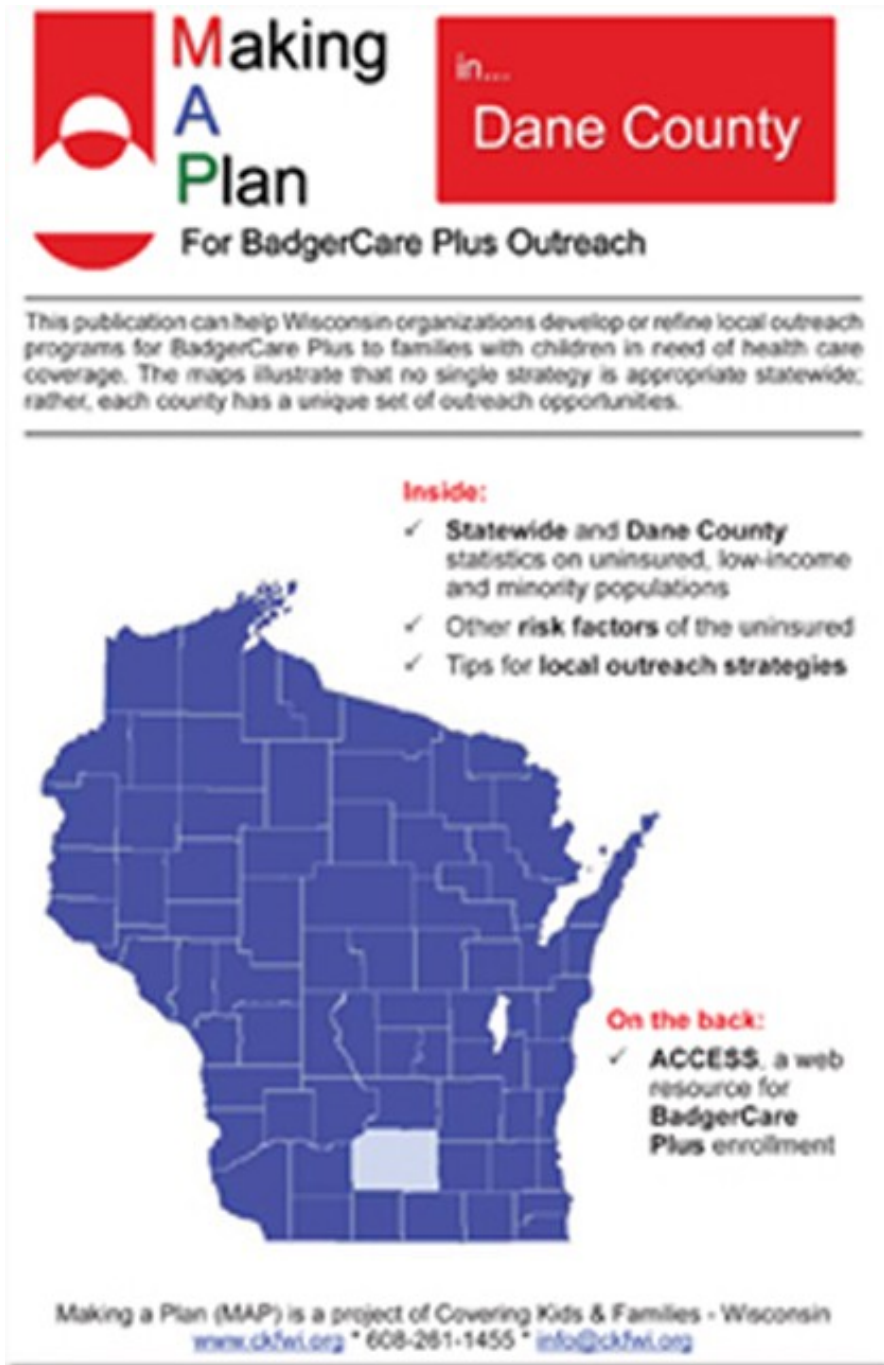 Making
A
Plan
in...
Dane County
For BadgerCare Plus Outreach
This publication can help Wisconsin organizations develop or refine local outreach
programs for BadgerCare Plus to families with children in need of health care
coverage. The maps illustrate that no single strategy is appropriate statewide;
rather, each county has a unique set of outreach opportunities.
Inside:
✓ Statewide and Dane County
statistics on uninsured, low-income
and minority populations
✓ Other risk factors of the uninsured
✓ Tips for local outreach strategies
On the back:
✓ ACCESS, a web
resource for
BadgerCare
Plus enrollment
Making a Plan (MAP) is a project of Covering Kids & Families - Wisconsin
www.ckfwi.org * 608-261-1455 * info@ckfwi.org